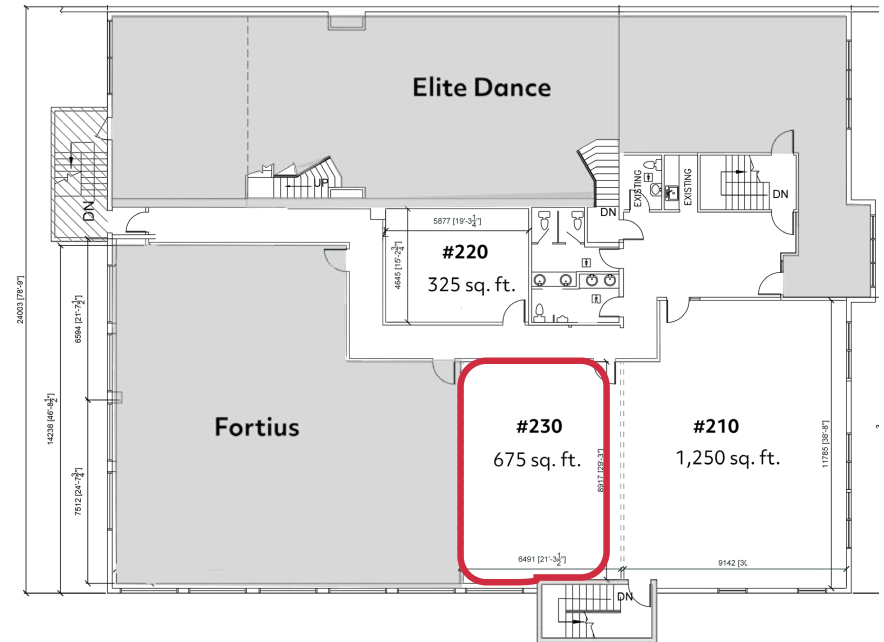 Elite Dance
UP
DN
EXISTING
EXISTING
DN
DN
5877 [19'-3¼"]
#220
325 sq. ft.
4645 [15'-2¾"]
24003 [78'-9"]
6594 [21'-7½"]
14238 [46'-8½"]
7512 [24'-7¾"]
Fortius
#230
675 sq. ft.
8917 [29'-3"]
6491 [21'-3½"]
#210
1,250 sq. ft.
11785 [38'-8"]
9142 [30
DN